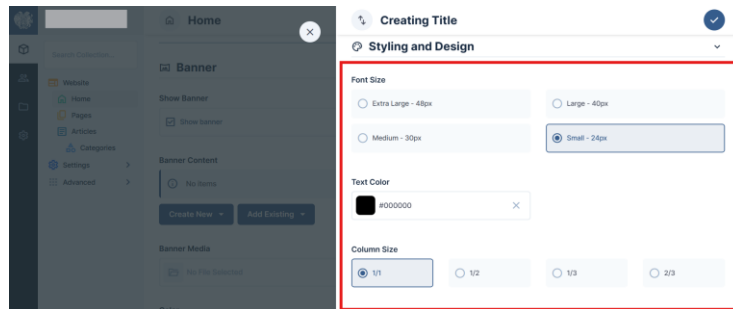 Home
Search Collection...
Website
Home
Pages
Articles
Categories
Settings
Advanced
Banner
Show Banner
Show banner
Banner Content
No items
Create New
Add Existing
Banner Media
No File Selected
Creating Title
Styling and Design
Font Size
Extra Large - 48px
Large - 40px
Medium - 30px
Small - 24px
Text Color
#000000
Column Size
1/1
1/2
1/3
2/3